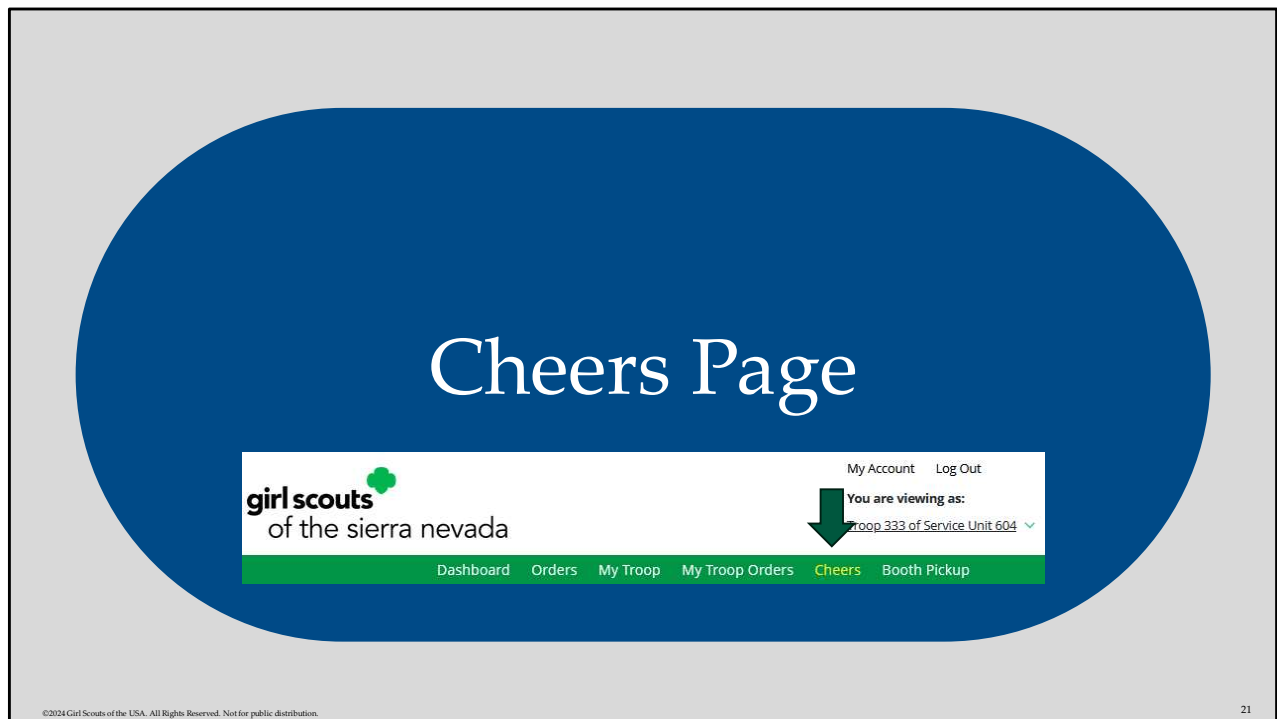 Cheers Page
My Account Log Out
girl scouts
of the sierra nevada
You are viewing as:
Troop 333 of Service Unit 604
Dashboard Orders My Troop My Troop Orders Cheers Booth Pickup
©2024 Girl Scouts of the USA. All Rights Reserved. Not for public distribution.
21